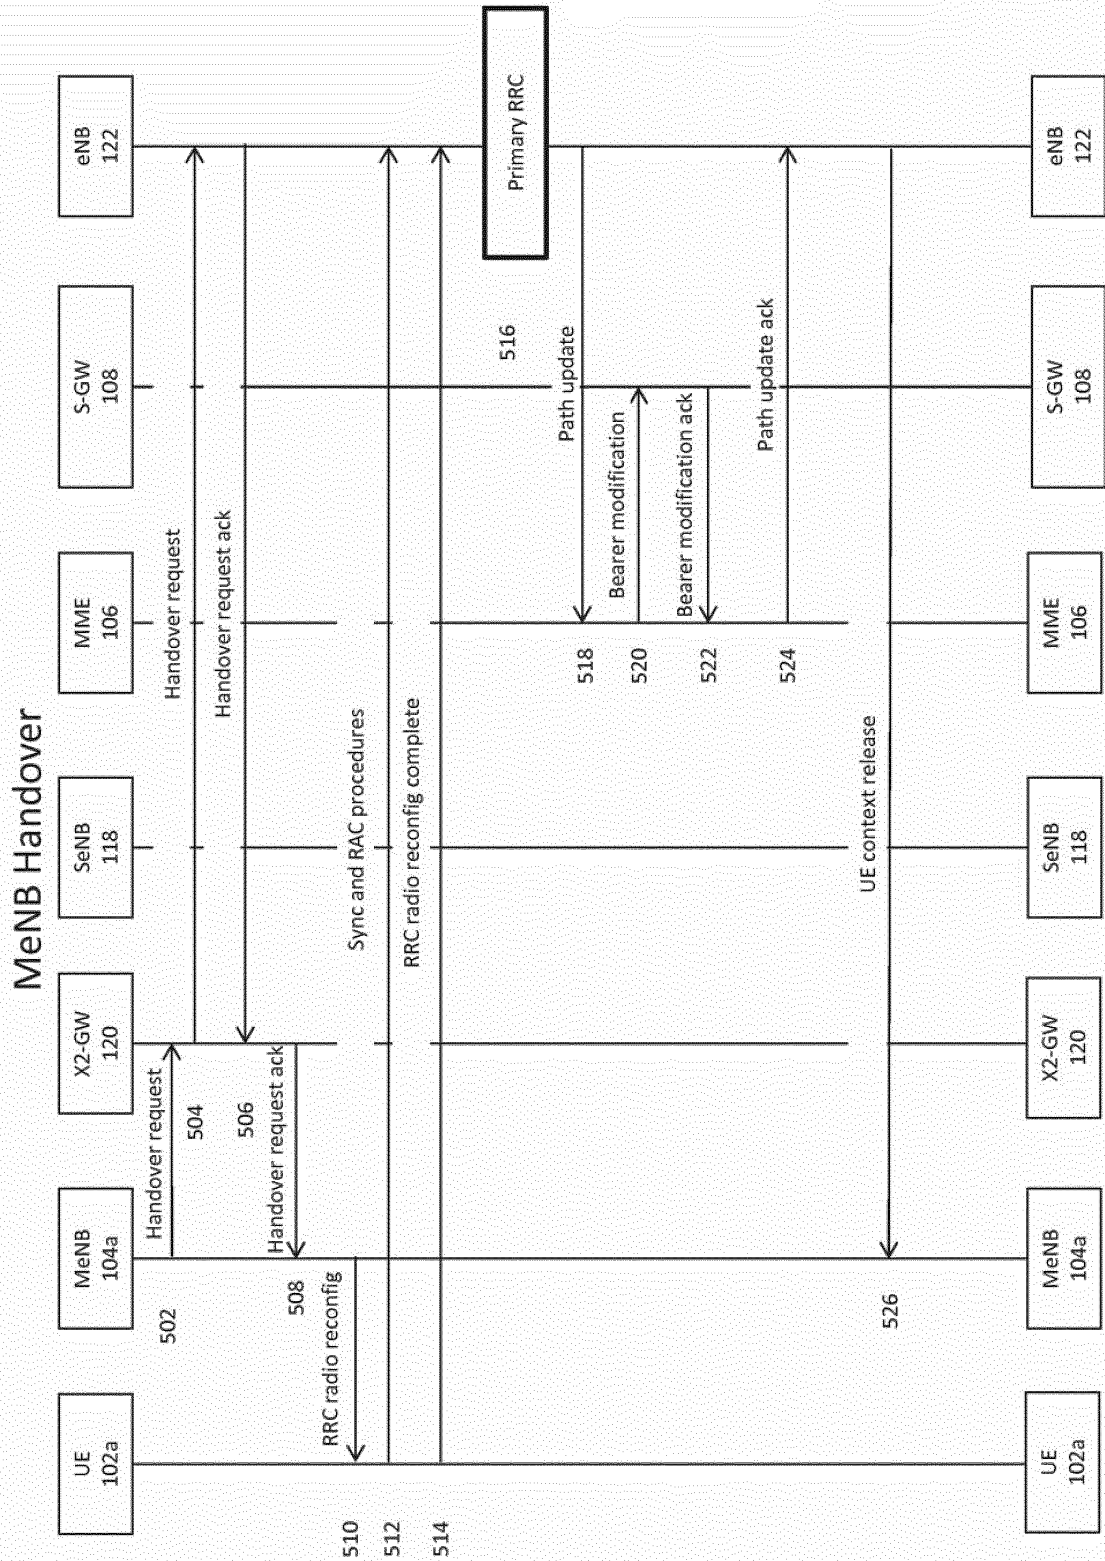 MeNB Handover
UE
102a
MeNB
104a
X2-GW
120
SeNB
118
MME
106
S-GW
108
eNB
122
502
Handover request
504
Handover request
506
Handover request ack
508
Handover request ack
510
RRC radio reconfig
512
Sync and RAC procedures
514
RRC radio reconfig complete
516
Primary RRC
518
Path update
520
Bearer modification
522
Bearer modification ack
524
Path update ack
526
UE context release
UE
102a
MeNB
104a
X2-GW
120
SeNB
118
MME
106
S-GW
108
eNB
122